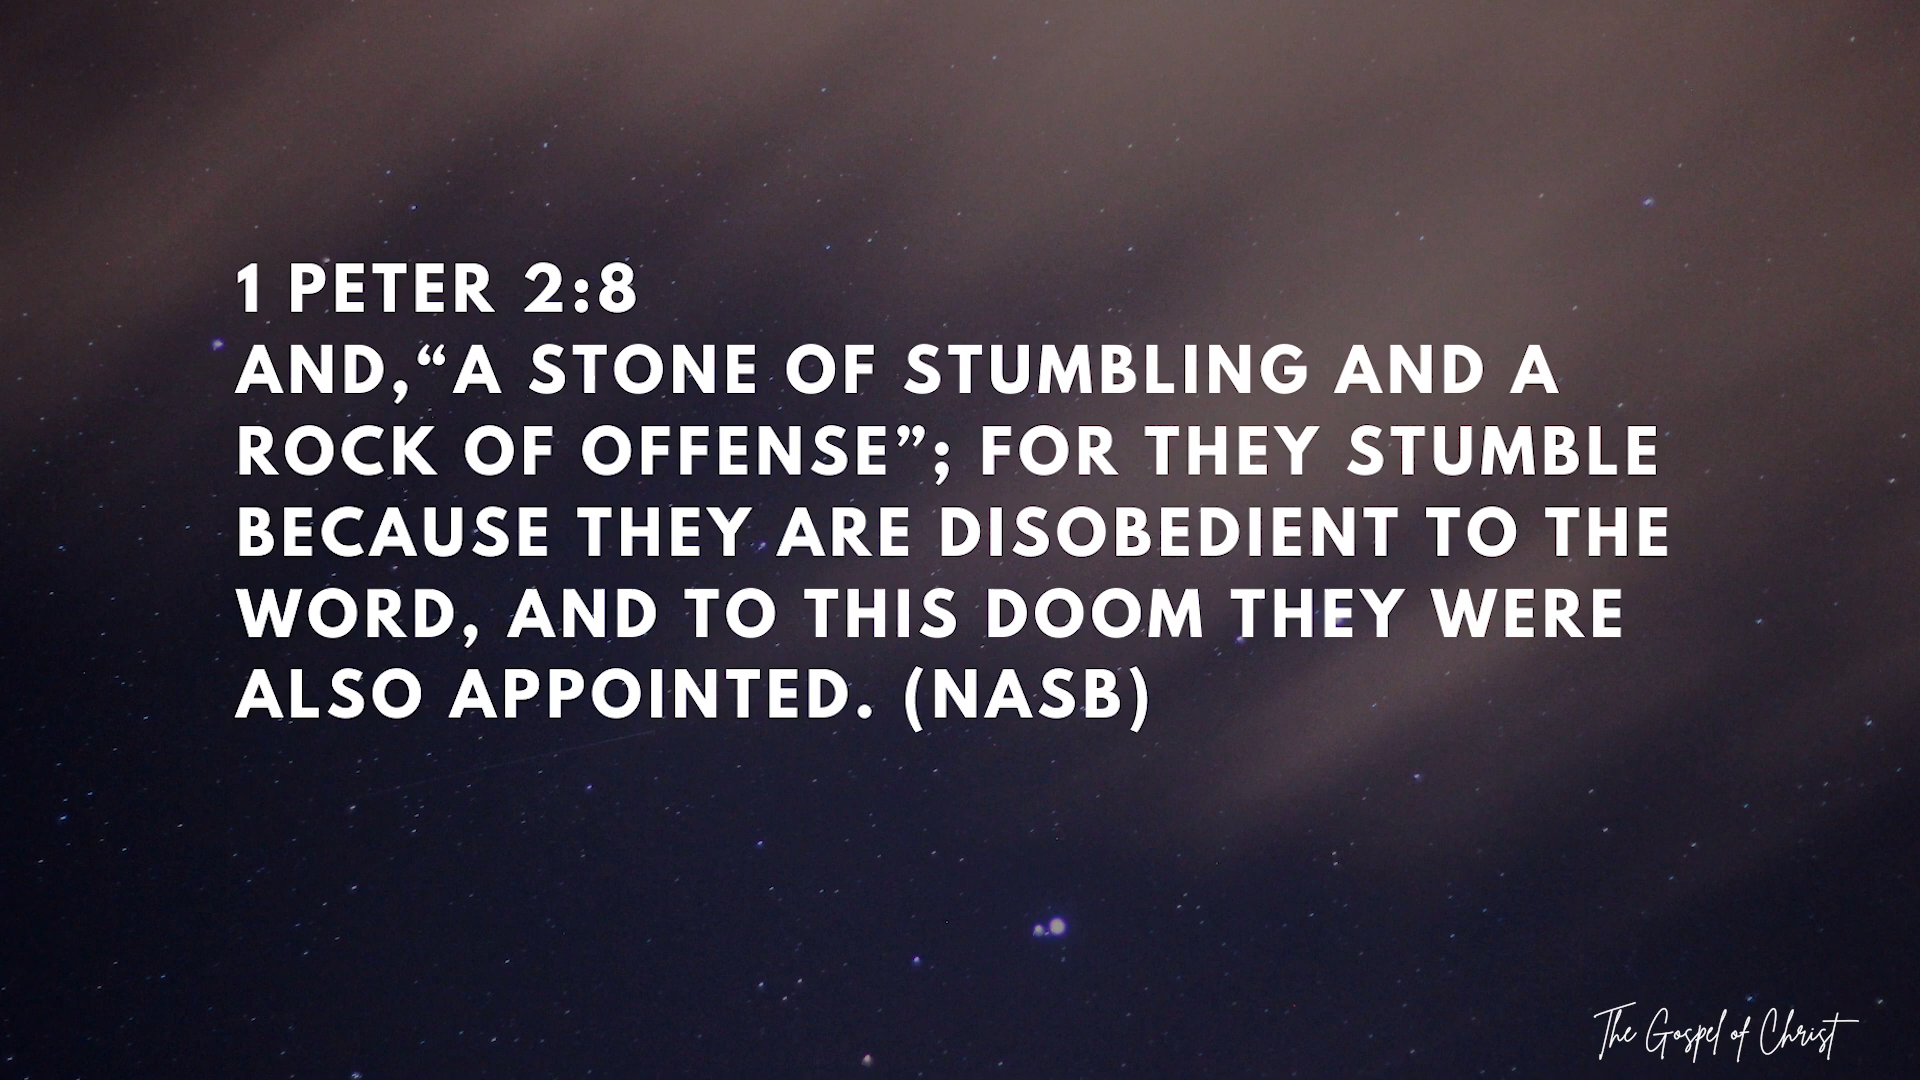 1 PETER 2:8
AND,“A STONE OF STUMBLING AND A
ROCK OF OFFENSE”; FOR THEY STUMBLE
BECAUSE THEY ARE DISOBEDIENT TO THE
WORD, AND TO THIS DOOM THEY WERE
ALSO APPOINTED. (NASB)
The Gospel of Christ